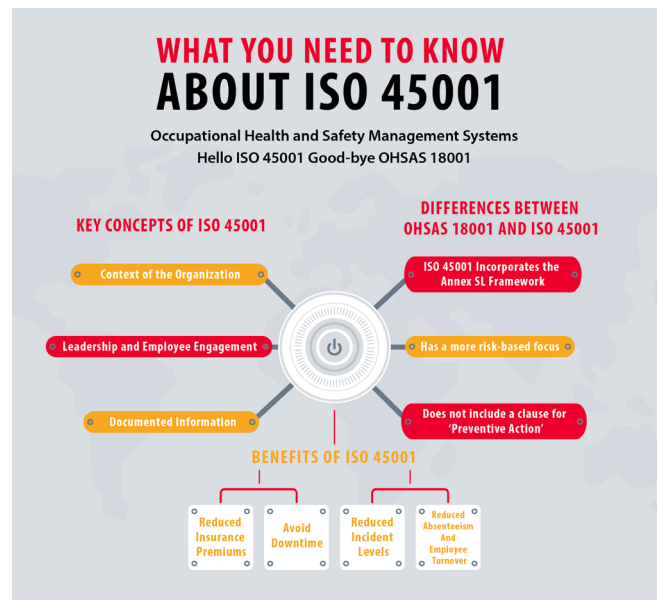 WHAT YOU NEED TO KNOW
ABOUT ISO 45001
Occupational Health and Safety Management Systems
Hello ISO 45001 Good-bye OHSAS 18001
KEY CONCEPTS OF ISO 45001
Context of the Organization
Leadership and Employee Engagement
Documented Information
DIFFERENCES BETWEEN
OHSAS 18001 AND ISO 45001
ISO 45001 Incorporates the
Annex SL Framework
Has a more risk-based focus
Does not include a clause for
‘Preventive Action’
BENEFITS OF ISO 45001
Reduced
Insurance
Premiums
Avoid
Downtime
Reduced
Incident
Levels
Reduced
Absenteeism
And
Employee
Turnover